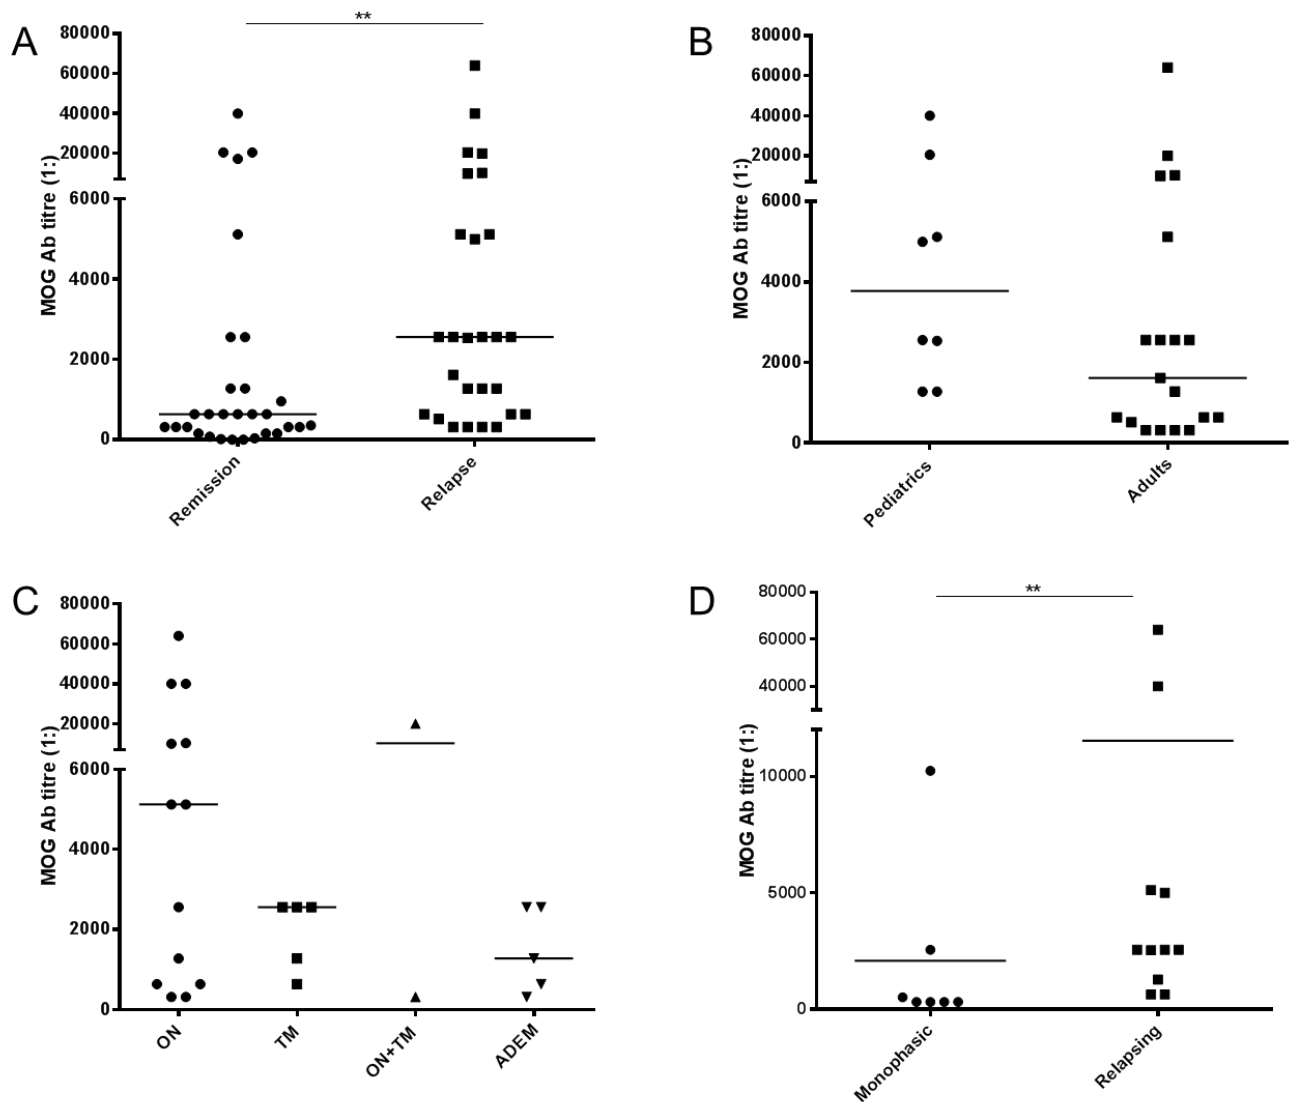 A
**
MOG Ab titre (1:)
80000
60000
40000
20000
6000
4000
2000
0
Remission
Relapse
B
MOG Ab titre (1:)
80000
60000
40000
20000
6000
4000
2000
0
Pediatrics
Adults
C
MOG Ab titre (1:)
80000
60000
40000
20000
6000
4000
2000
0
ON
TM
ON+TM
ADEM
D
**
MOG Ab titre (1:)
80000
60000
40000
10000
5000
0
Monophasic
Relapsing